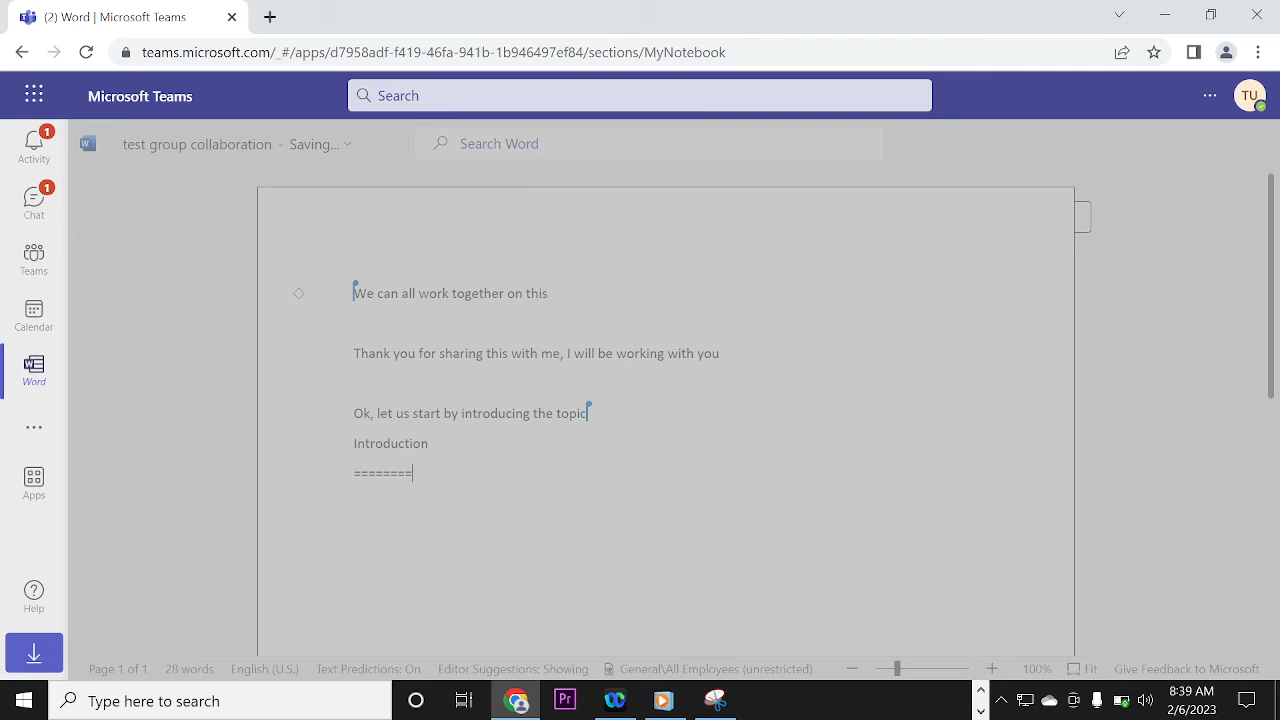 (2) Word | Microsoft Teams
teams.microsoft.com/_#/apps/d7958adf-f419-46fa-941b-1b946497ef84/sections/MyNotebook
Microsoft Teams
Search
TU
1
Activity
1
Chat
Teams
Calendar
Word
Apps
Help
test group collaboration - Saving...
Search Word
We can all work together on this
Thank you for sharing this with me, I will be working with you
Ok, let us start by introducing the topic
Introduction
========
Page 1 of 1 28 words English (U.S.) Text Predictions: On Editor Suggestions: Showing General\All Employees (unrestricted) 100% Fit Give Feedback to Microsoft
Type here to search
Pr
8:39 AM
2/6/2023